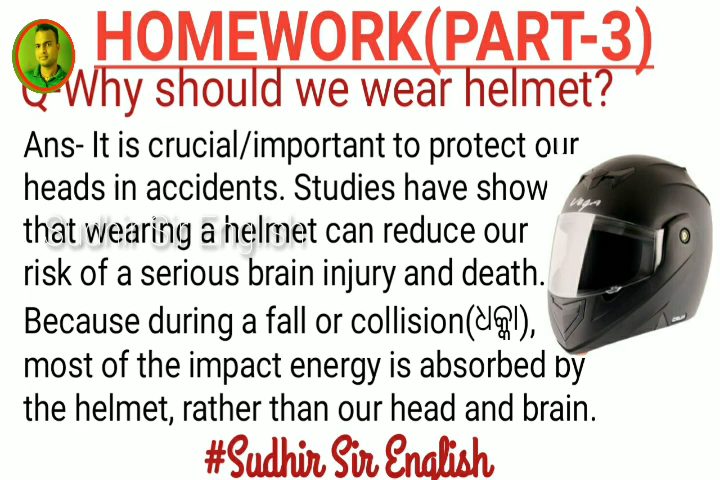 HOMEWORK(PART-3)
Q-Why should we wear helmet?
Ans- It is crucial/important to protect our
heads in accidents. Studies have show
that wearing a helmet can reduce our
Sudhir Sir English
risk of a serious brain injury and death.
Because during a fall or collision(ଧକ୍କା),
most of the impact energy is absorbed by
the helmet, rather than our head and brain.
#Sudhir Sir English